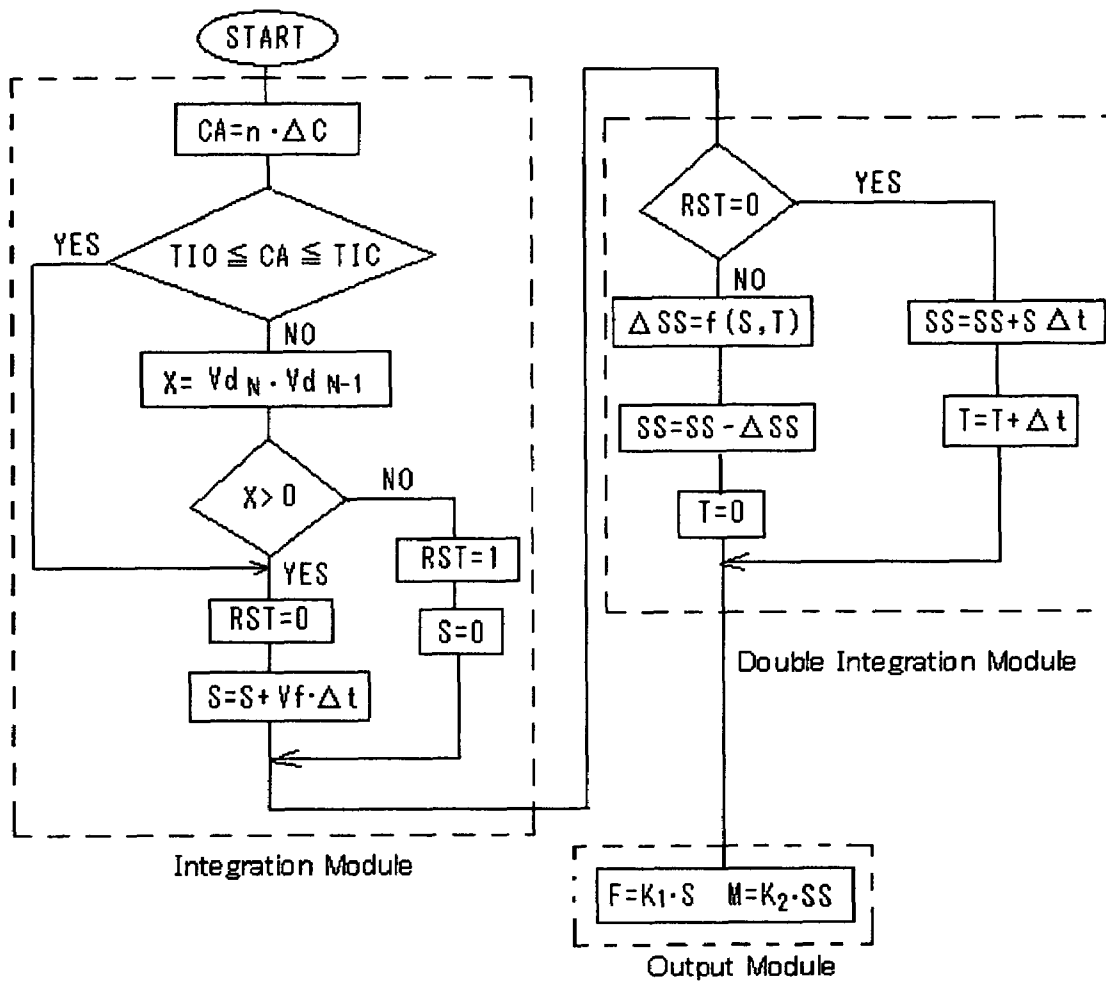 START
CA=n・ΔC
TIO ≦ CA ≦ TIC
YES
NO
X= Vd N・Vd N-1
X> 0
NO
YES
RST=1
S=0
RST=0
S=S+ Vf・Δt
Integration Module
RST=0
YES
NO
ΔSS=f(S,T)
SS=SS-ΔSS
T=0
SS=SS+S Δt
T=T+Δt
Double Integration Module
F=K1・S M=K2・SS
Output Module